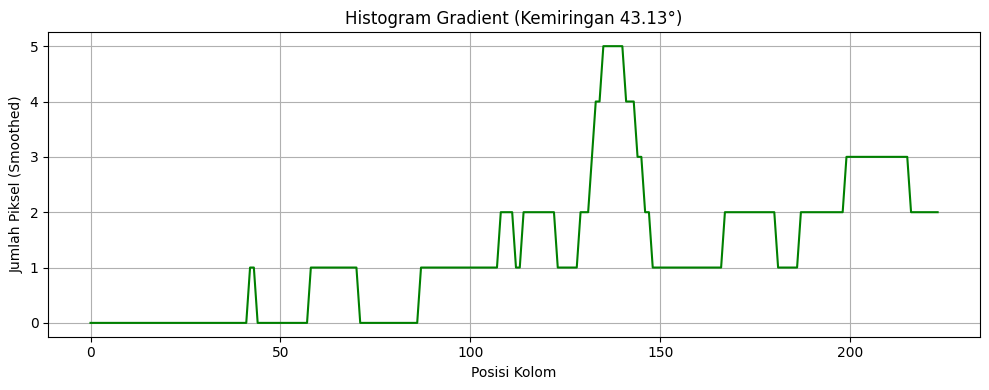 Histogram Gradient (Kemiringan 43.13°)
Jumlah Piksel (Smoothed)
5
4
3
2
1
0
0 50 100 150 200
Posisi Kolom